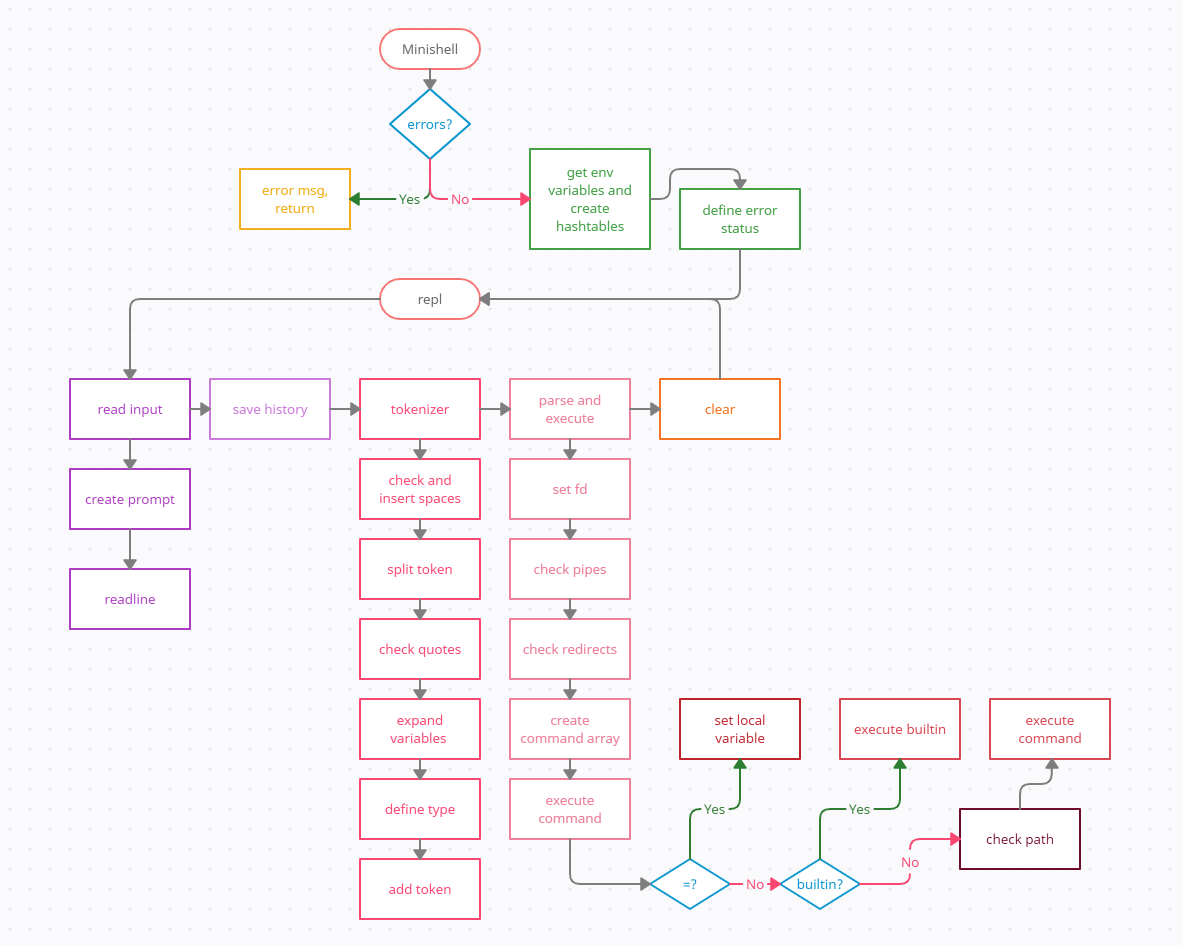 Minishell
errors?
error msg,
return
Yes
No
get env
variables and
create
hashtables
define error
status
repl
read input
save history
tokenizer
parse and
execute
clear
create prompt
readline
check and
insert spaces
split token
check quotes
expand
variables
define type
add token
set fd
check pipes
check redirects
create
command array
execute
command
set local
variable
execute builtin
execute
command
Yes
Yes
check path
=?
No
builtin?
No